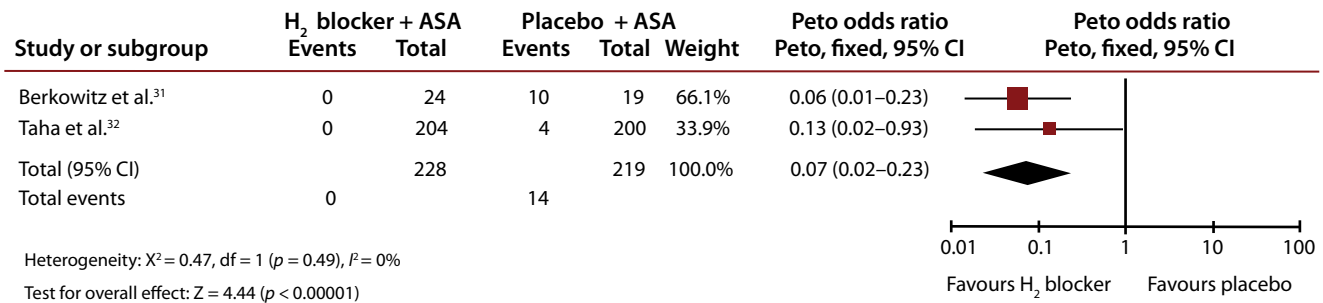 H₂ blocker + ASA Placebo + ASA Peto odds ratio Peto odds ratio
Study or subgroup Events Total Events Total Weight Peto, fixed, 95% CI Peto, fixed, 95% CI
Berkowitz et al.³¹ 0 24 10 19 66.1% 0.06 (0.01–0.23)
Taha et al.³² 0 204 4 200 33.9% 0.13 (0.02–0.93)
Total (95% CI) 228 219 100.0% 0.07 (0.02–0.23)
Total events 0 14
0.01 0.1 1 10 100
Heterogeneity: X² = 0.47, df = 1 (p = 0.49), I² = 0%
Favours H₂ blocker Favours placebo
Test for overall effect: Z = 4.44 (p < 0.00001)